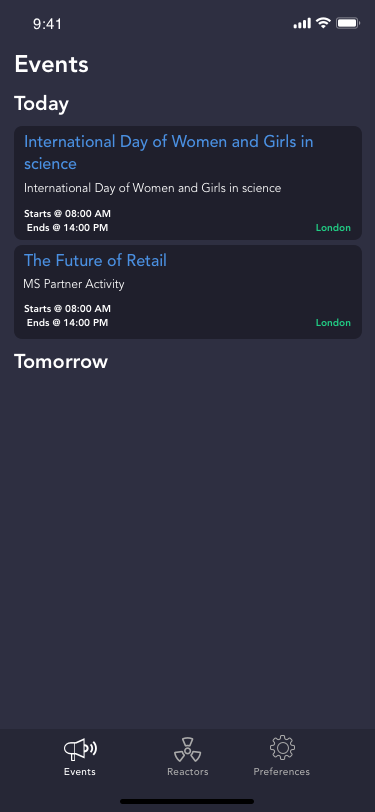 9:41
Events
Today
International Day of Women and Girls in
science
International Day of Women and Girls in science
Starts @ 08:00 AM
Ends @ 14:00 PM
London
The Future of Retail
MS Partner Activity
Starts @ 08:00 AM
Ends @ 14:00 PM
London
Tomorrow
Events
Reactors
Preferences